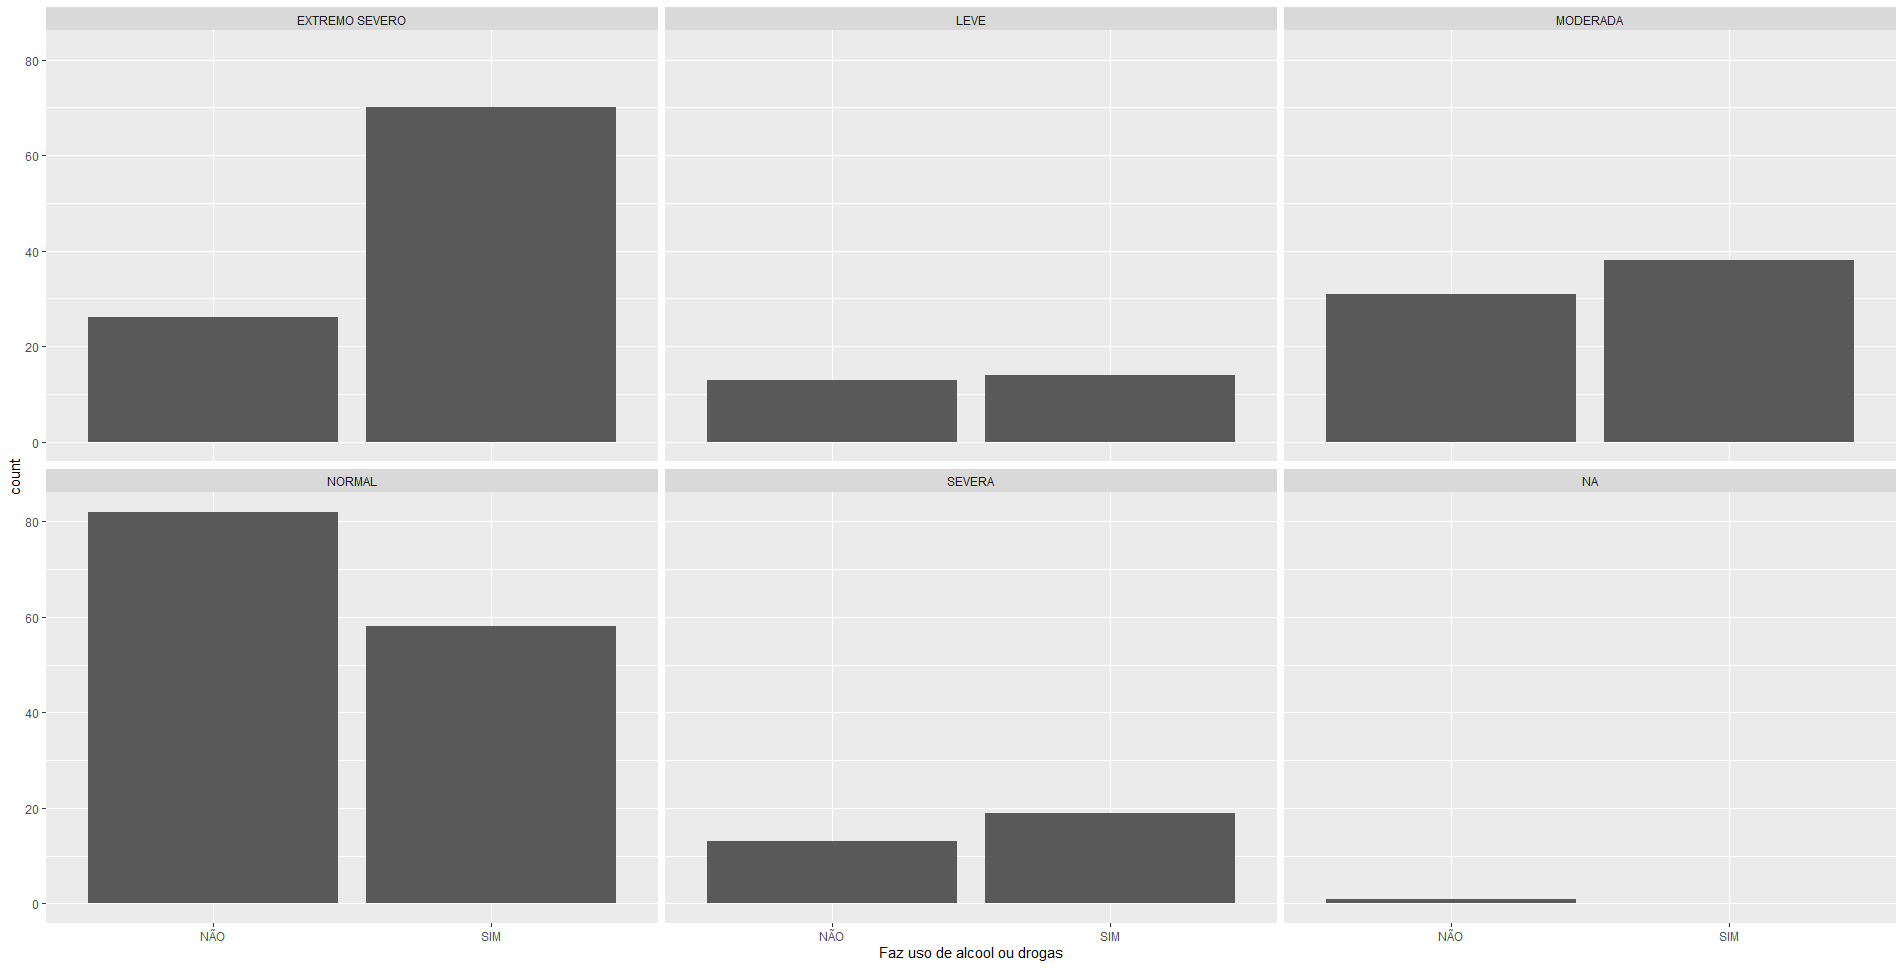 EXTREMO SEVERO
LEVE
MODERADA
80
60
40
20
0
count
NORMAL
SEVERA
NA
80
60
40
20
0
NÃO
SIM
NÃO
SIM
NÃO
SIM
Faz uso de alcool ou drogas